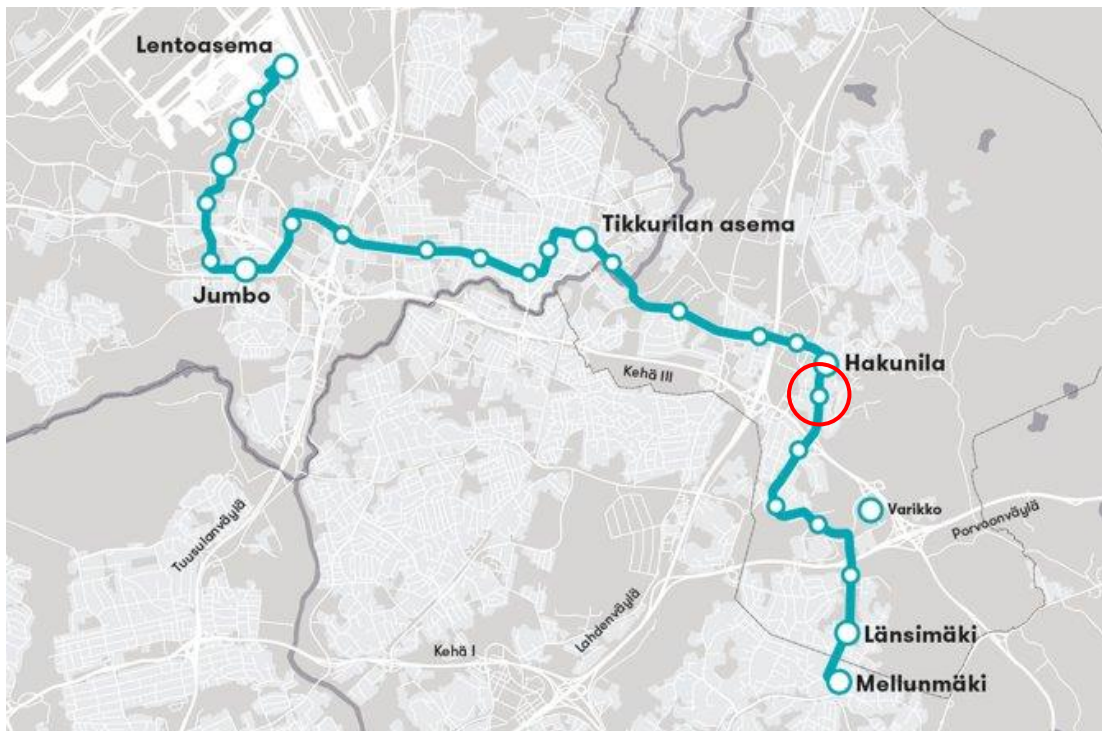 Lentoasema
Tikkurilan asema
Jumbo
Hakunila
Kehä III
Varikko
Porvoonväylä
Tuusulanväylä
Lahdenväylä
Länsimäki
Kehä I
Mellunmäki